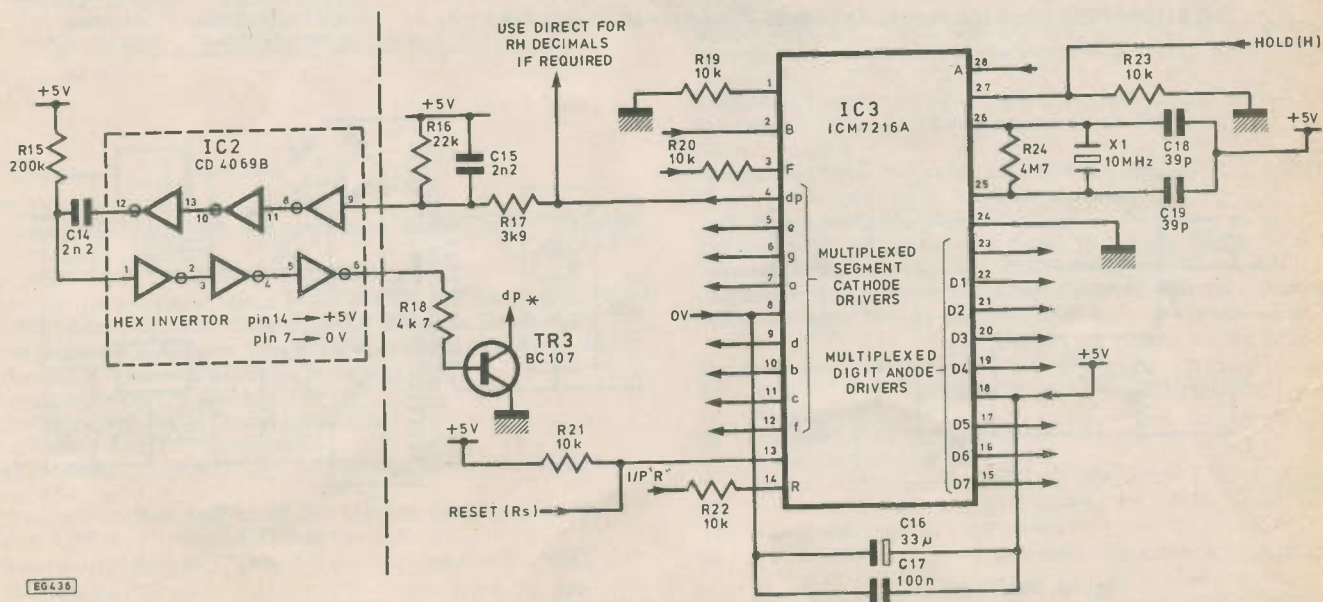 USE DIRECT FOR
RH DECIMALS
IF REQUIRED
+5V
R15
200k
IC2
CD 4069B
12
13
10
11
8
9
C14
2n2
1
2
3
4
5
6
HEX INVERTOR
pin 14 → +5V
pin 7 → 0V
+5V
R16
22k
C15
2n2
R17
3k9
R18
4k7
dp*
TR3
BC107
+5V
R21
10k
RESET (Rs)
I/P "R"
R22
10k
R19
10k
R20
10k
IC3
ICM7216A
1
2 B
3 F
4 dp
5 e
6 g
7 a
8
0V
9 d
10 b
11 c
12 f
13
14 R
MULTIPLEXED
SEGMENT
CATHODE
DRIVERS
MULTIPLEXED
DIGIT ANODE
DRIVERS
A 28
27
26
25
24
23
D1 22
D2 21
D3 20
D4 19
18
D5 17
D6 16
D7 15
HOLD (H)
R23
10k
R24
4M7
X1
10MHz
C18
39p
C19
39p
+5V
+5V
C16
33µ
C17
100n
EG436